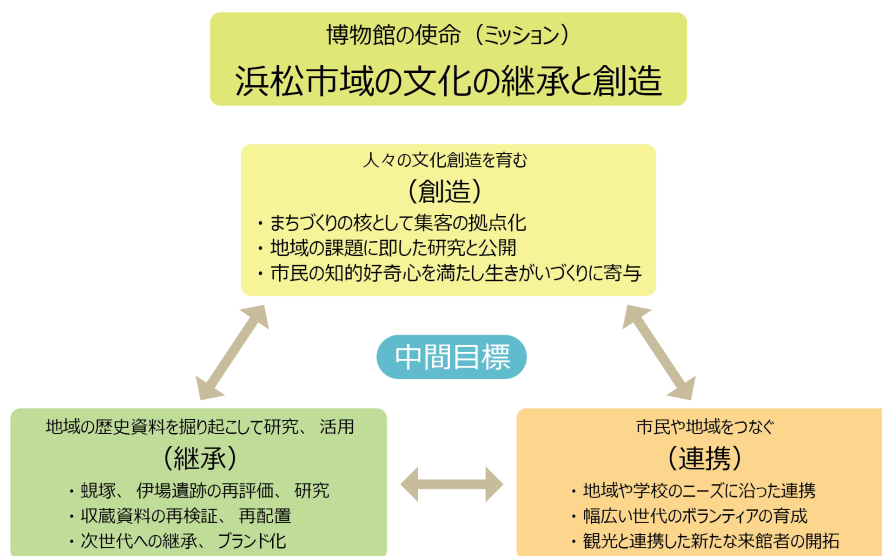 博物館の使命（ミッション）
浜松市域の文化の継承と創造
人々の文化創造を育む
（創造）
・まちづくりの核として集客の拠点化
・地域の課題に即した研究と公開
・市民の知的好奇心を満たし生きがいづくりに寄与
中間目標
地域の歴史資料を掘り起こして研究、活用
（継承）
・蜆塚、伊場遺跡の再評価、研究
・収蔵資料の再検証、再配置
・次世代への継承、ブランド化
市民や地域をつなぐ
（連携）
・地域や学校のニーズに沿った連携
・幅広い世代のボランティアの育成
・観光と連携した新たな来館者の開拓